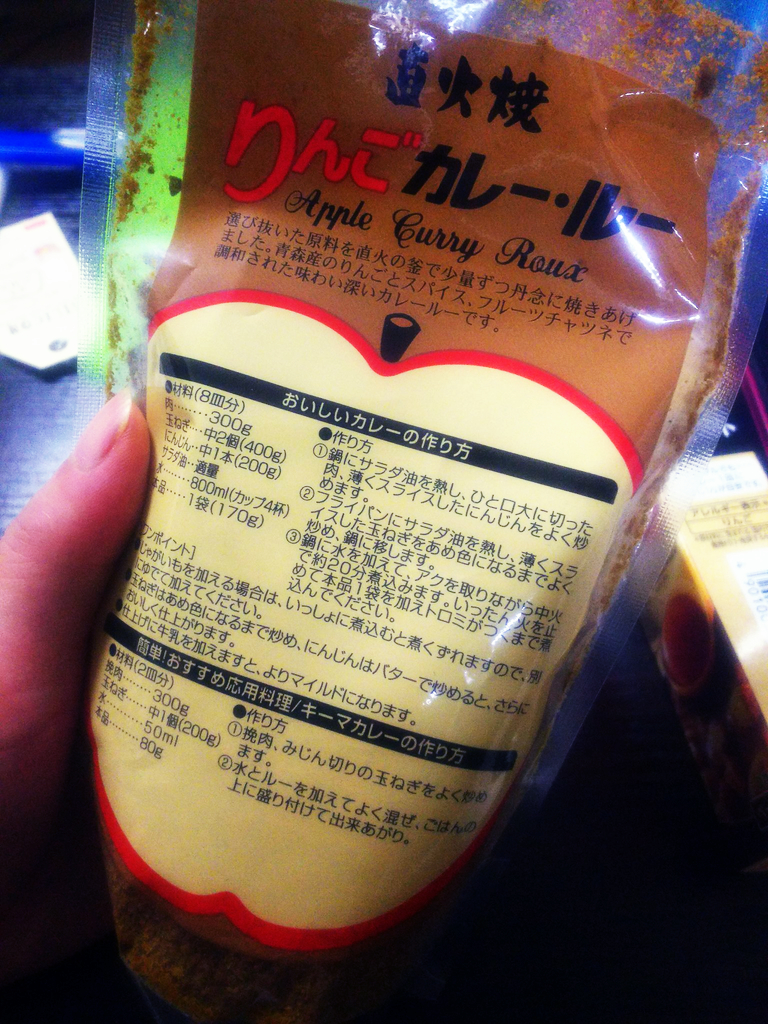 直火焼
りんごカレー・ルー
Apple Curry Roux
選び抜いた原料を直火の釜で少量ずつ丹念に焼きあげ
ました。青森産のりんごとスパイス、フルーツチャツネで
調和された味わい深いカレールーです。
おいしいカレーの作り方
●材料(8皿分)
肉………300g
玉ねぎ…中2個(400g)
にんじん…中1本(200g)
サラダ油…適量
水………800ml(カップ4杯)
本品……1袋(170g)
●作り方
①鍋にサラダ油を熱し、ひと口大に切った
肉、薄くスライスしたにんじんをよく炒
めます。
②フライパンにサラダ油を熱し、薄くスラ
イスした玉ねぎをあめ色になるまでよく
炒め、鍋に移します。
③鍋に水を加えて、アクを取りながら中火
で約20分煮込みます。いったん火を止
めて本品1袋を加えトロミがつくまで煮
込んでください。
ワンポイント]
じゃがいもを加える場合は、いっしょに煮込むと煮くずれますので、別
にゆでて加えてください。
●玉ねぎはあめ色になるまで炒め、にんじんはバターで炒めると、さらに
おいしく仕上がります。
●仕上げに牛乳を加えますと、よりマイルドになります。
簡単!おすすめ応用料理/キーマカレーの作り方
●材料(2皿分)
挽肉………300g
玉ねぎ…中1個(200g)
水………50ml
本品………80g
●作り方
①挽肉、みじん切りの玉ねぎをよく炒め
ます。
②水とルーを加えてよく混ぜ、ごはんの
上に盛り付けて出来あがり。
りんご